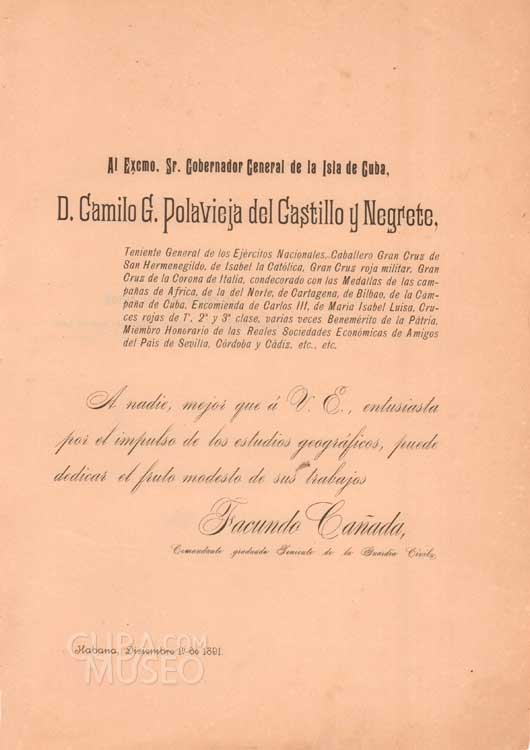 Al Excmo. Sr. Gobernador General de la Isla de Cuba,
D. Camilo G. Polavieja del Castillo y Negrete,
Teniente General de los Ejércitos Nacionales, Caballero Gran Cruz de
San Hermenegildo, de Isabel la Católica, Gran Cruz roja militar, Gran
Cruz de la Corona de Italia, condecorado con las Medallas de las cam-
pañas de África, de la del Norte, de Cartagena, de Bilbao, de la Cam-
paña de Cuba, Encomienda de Carlos III, de María Isabel Luisa, Cru-
ces rojas de 1ª, 2ª y 3ª clase, varias veces Benemérito de la Pátria,
Miembro Honorario de las Reales Sociedades Económicas de Amigos
del País de Sevilla, Córdoba y Cádiz, etc., etc.
A nadie, mejor que á V. E., entusiasta
por el impulso de los estudios geográficos, puede
dedicar el fruto modesto de sus trabajos
Facundo Cañada,
Comandante graduado Teniente de la Guardia Civil.
Habana, Diciembre 1º de 1891.
CUBA.COM
MUSEO